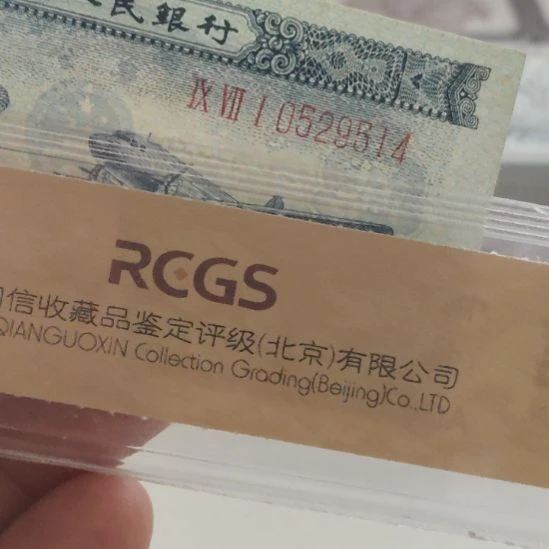 民銀行
IX VII I 0529514
RCGS
信收藏品鉴定评级(北京)有限公司
QIANGUOXIN Collection Grading(Beijing)Co.,LTD